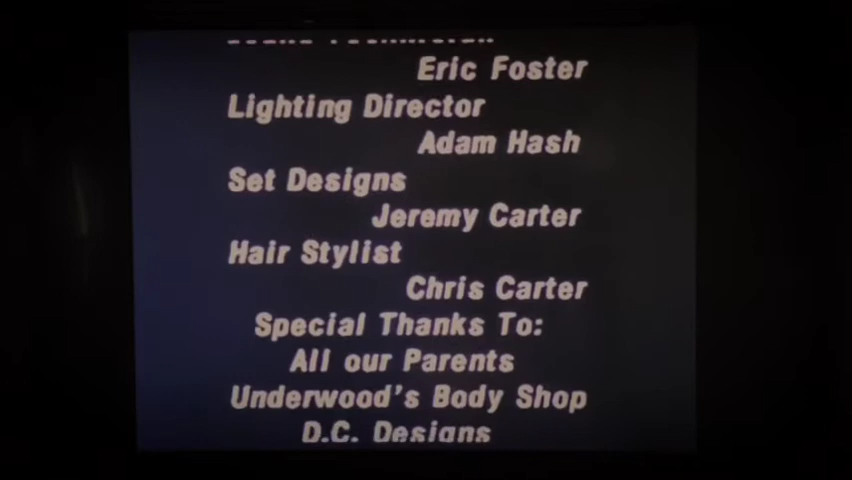 Eric Foster
Lighting Director
Adam Hash
Set Designs
Jeremy Carter
Hair Stylist
Chris Carter
Special Thanks To:
All our Parents
Underwood's Body Shop
D.C. Designs